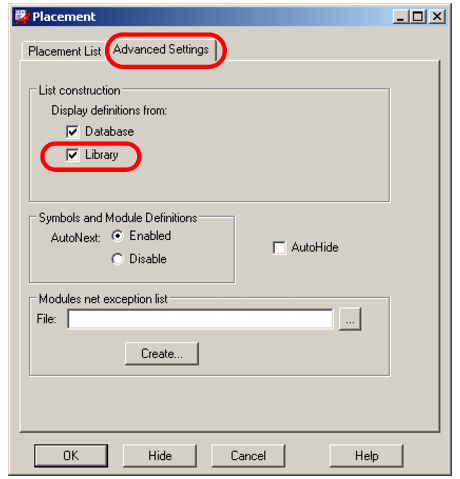 Placement
Placement List Advanced Settings
List construction
Display definitions from:
Database
Library
Symbols and Module Definitions
AutoNext: Enabled
Disable
AutoHide
Modules net exception list
File: ...
Create...
OK Hide Cancel Help